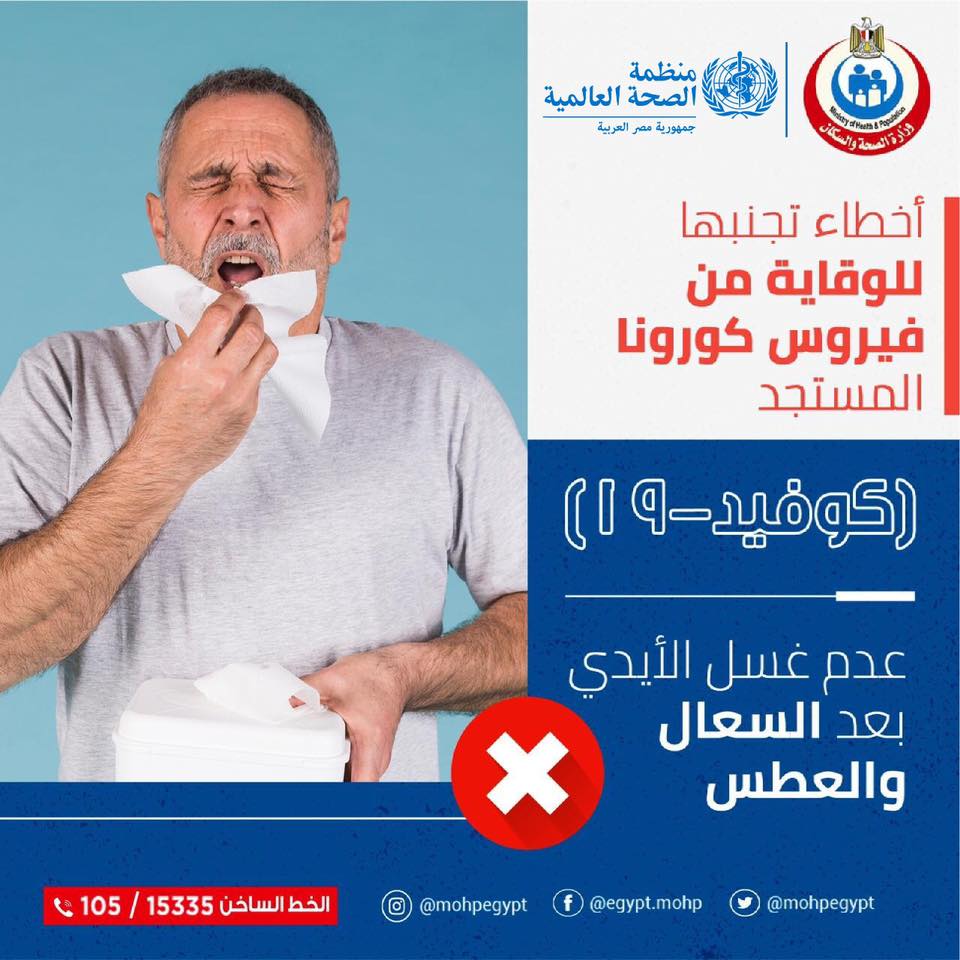 منظمة
الصحة العالمية
جمهورية مصر العربية
Ministry of Health & Population
وزارة الصحة والسكان
أخطاء تجنبها
للوقاية من
فيروس كورونا
المستجد
(كوفيد-١٩)
عدم غسل الأيدي
بعد السعال
والعطس
الخط الساخن 15335 / 105
@mohpegypt
@egypt.mohp
@mohpegypt